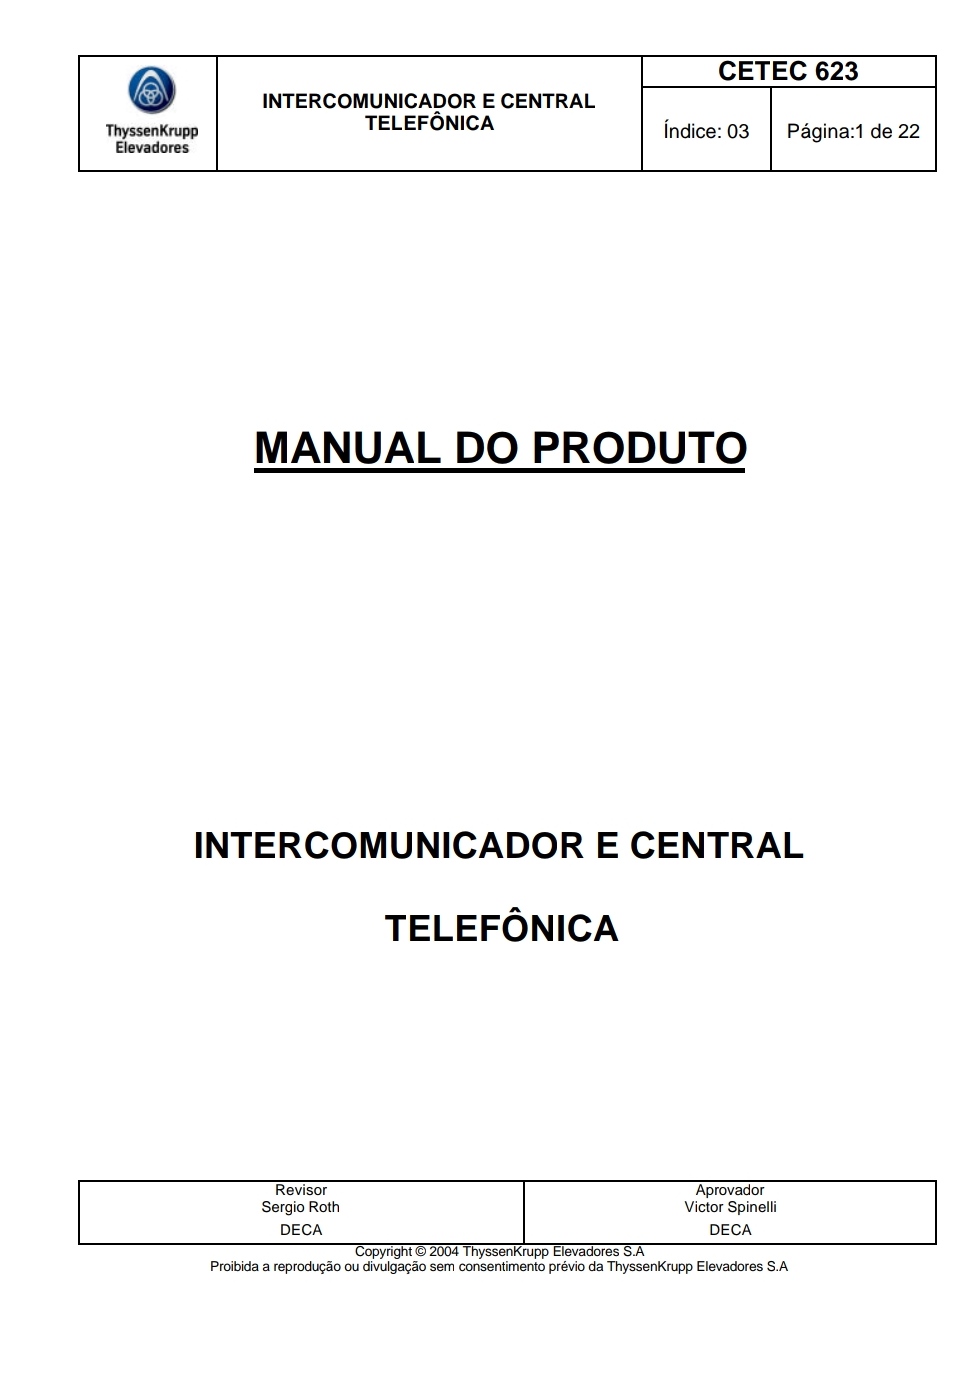 ThyssenKrupp
Elevadores
INTERCOMUNICADOR E CENTRAL
TELEFÔNICA
CETEC 623
Índice: 03
Página:1 de 22
MANUAL DO PRODUTO
INTERCOMUNICADOR E CENTRAL
TELEFÔNICA
Revisor
Sergio Roth
DECA
Aprovador
Victor Spinelli
DECA
Copyright © 2004 ThyssenKrupp Elevadores S.A
Proibida a reprodução ou divulgação sem consentimento prévio da ThyssenKrupp Elevadores S.A